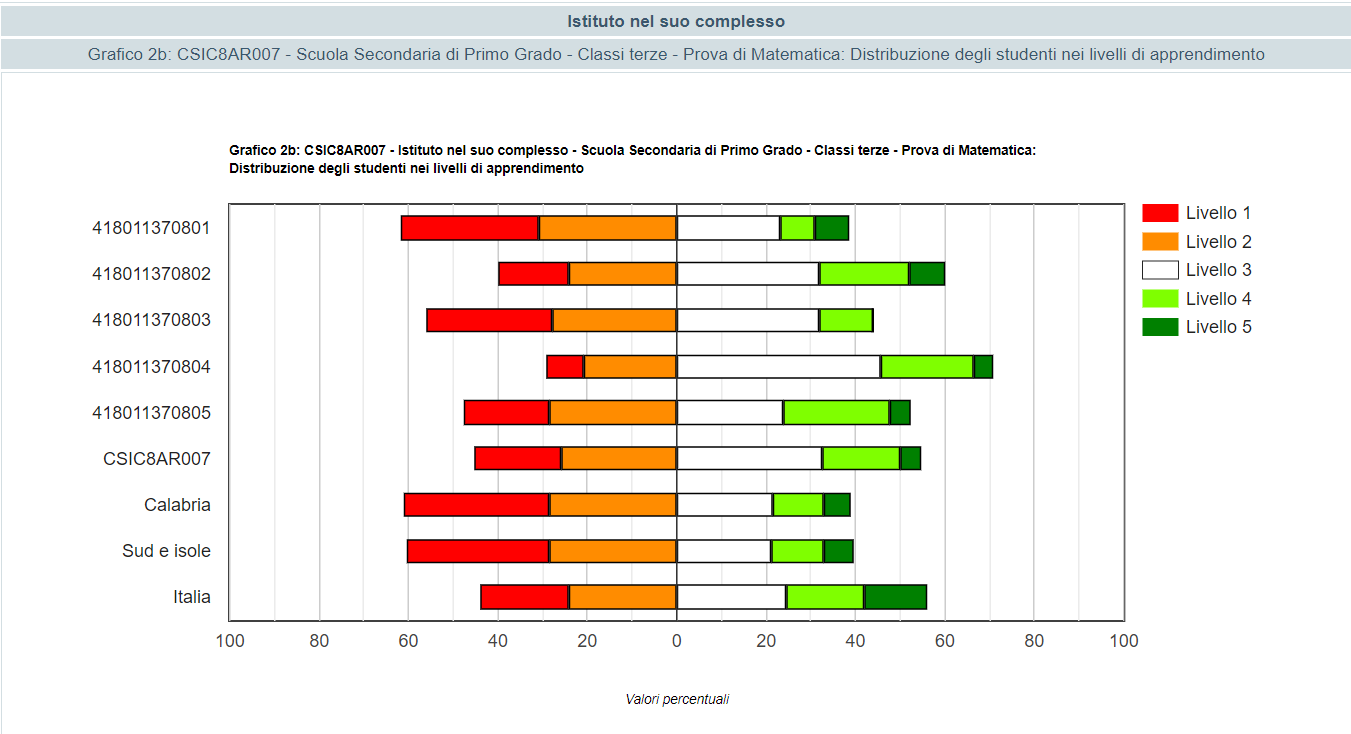 Istituto nel suo complesso
Grafico 2b: CSIC8AR007 - Scuola Secondaria di Primo Grado - Classi terze - Prova di Matematica: Distribuzione degli studenti nei livelli di apprendimento
Grafico 2b: CSIC8AR007 - Istituto nel suo complesso - Scuola Secondaria di Primo Grado - Classi terze - Prova di Matematica:
Distribuzione degli studenti nei livelli di apprendimento
418011370801
418011370802
418011370803
418011370804
418011370805
CSIC8AR007
Calabria
Sud e isole
Italia
100 80 60 40 20 0 20 40 60 80 100
Valori percentuali
Livello 1
Livello 2
Livello 3
Livello 4
Livello 5